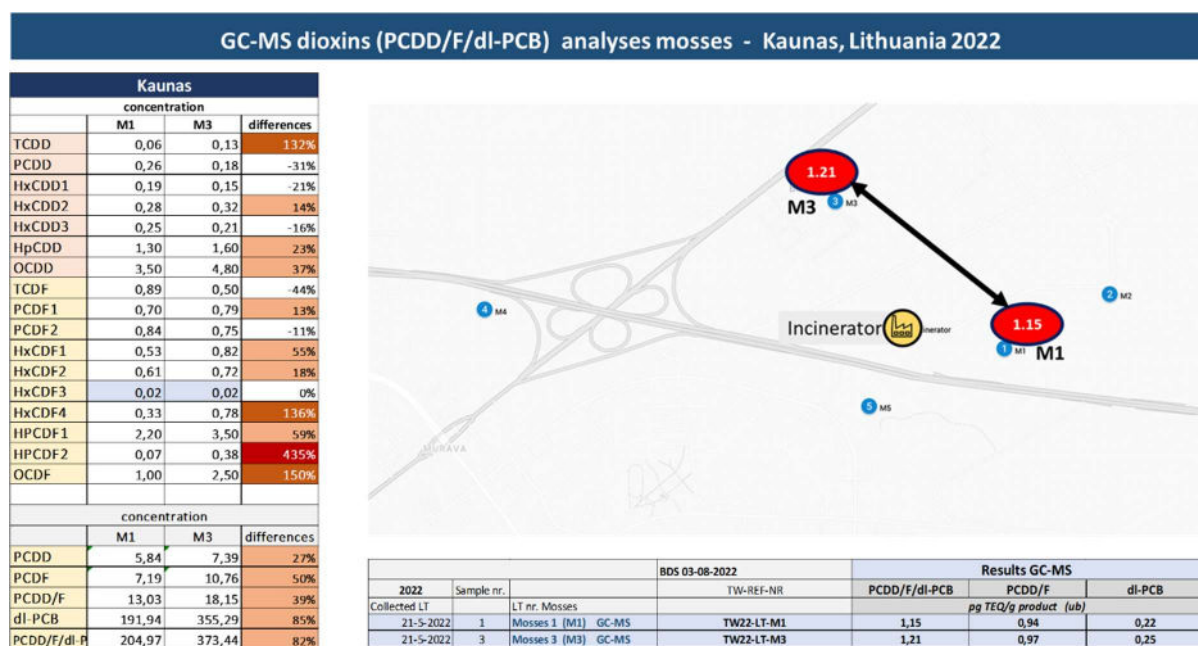 GC-MS dioxins (PCDD/F/dl-PCB) analyses mosses - Kaunas, Lithuania 2022
Kaunas
concentration
M1 M3 differences
TCDD 0,06 0,13 132%
PCDD 0,26 0,18 -31%
HxCDD1 0,19 0,15 -21%
HxCDD2 0,28 0,32 14%
HxCDD3 0,25 0,21 -16%
HpCDD 1,30 1,60 23%
OCDD 3,50 4,80 37%
TCDF 0,89 0,50 -44%
PCDF1 0,70 0,79 13%
PCDF2 0,84 0,75 -11%
HxCDF1 0,53 0,82 55%
HxCDF2 0,61 0,72 18%
HxCDF3 0,02 0,02 0%
HxCDF4 0,33 0,78 136%
HPCDF1 2,20 3,50 59%
HPCDF2 0,07 0,38 435%
OCDF 1,00 2,50 150%
concentration
M1 M3 differences
PCDD 5,84 7,39 27%
PCDF 7,19 10,76 50%
PCDD/F 13,03 18,15 39%
dl-PCB 191,94 355,29 85%
PCDD/F/dl-P 204,97 373,44 82%
1.21
3 M3
M3
2 M2
4 M4
Incinerator inerator
1.15
1 M1
M1
5 M5
MURAVA
BDS 03-08-2022 Results GC-MS
2022 Sample nr. TW-REF-NR PCDD/F/dl-PCB PCDD/F dl-PCB
Collected LT LT nr. Mosses pg TEQ/g product (ub)
21-5-2022 1 Mosses 1 (M1) GC-MS TW22-LT-M1 1,15 0,94 0,22
21-5-2022 3 Mosses 3 (M3) GC-MS TW22-LT-M3 1,21 0,97 0,25